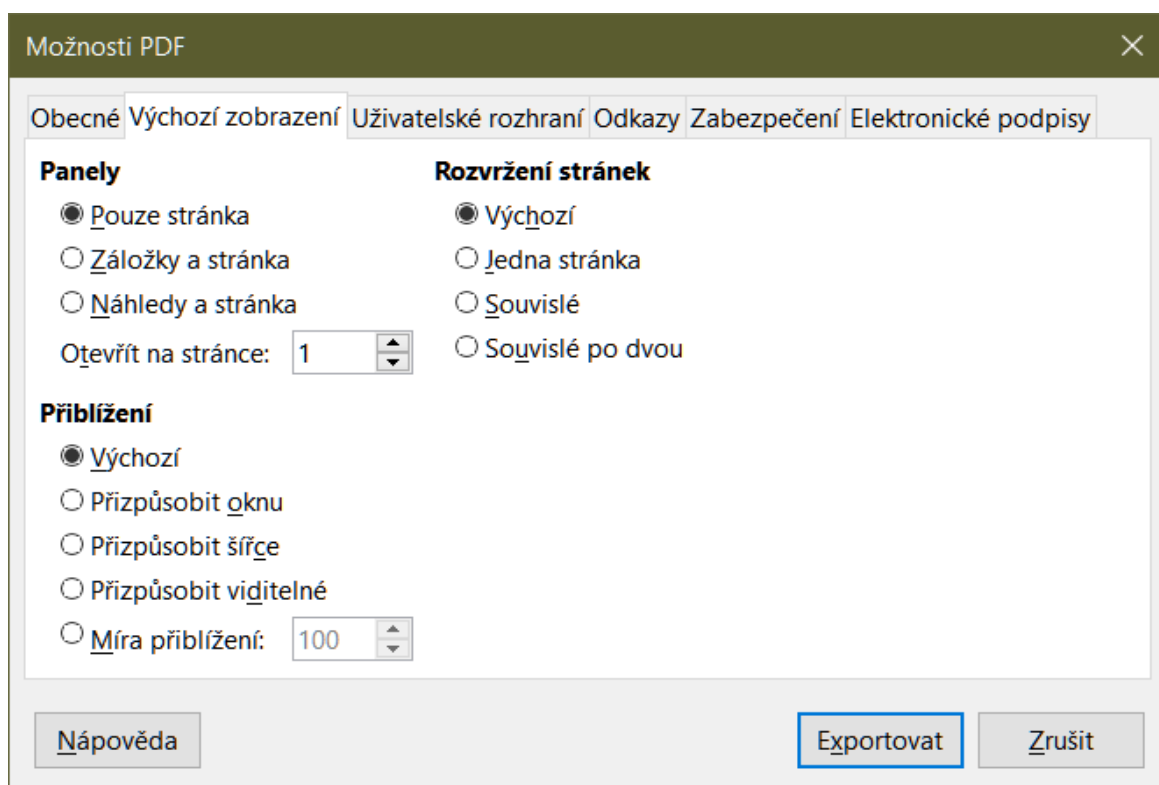 Možnosti PDF
Obecné Výchozí zobrazení Uživatelské rozhraní Odkazy Zabezpečení Elektronické podpisy
Panely
Pouze stránka
Záložky a stránka
Náhledy a stránka
Otevřít na stránce: 1
Rozvržení stránek
Výchozí
Jedna stránka
Souvislé
Souvislé po dvou
Přiblížení
Výchozí
Přizpůsobit oknu
Přizpůsobit šířce
Přizpůsobit viditelné
Míra přiblížení: 100
Nápověda Exportovat Zrušit